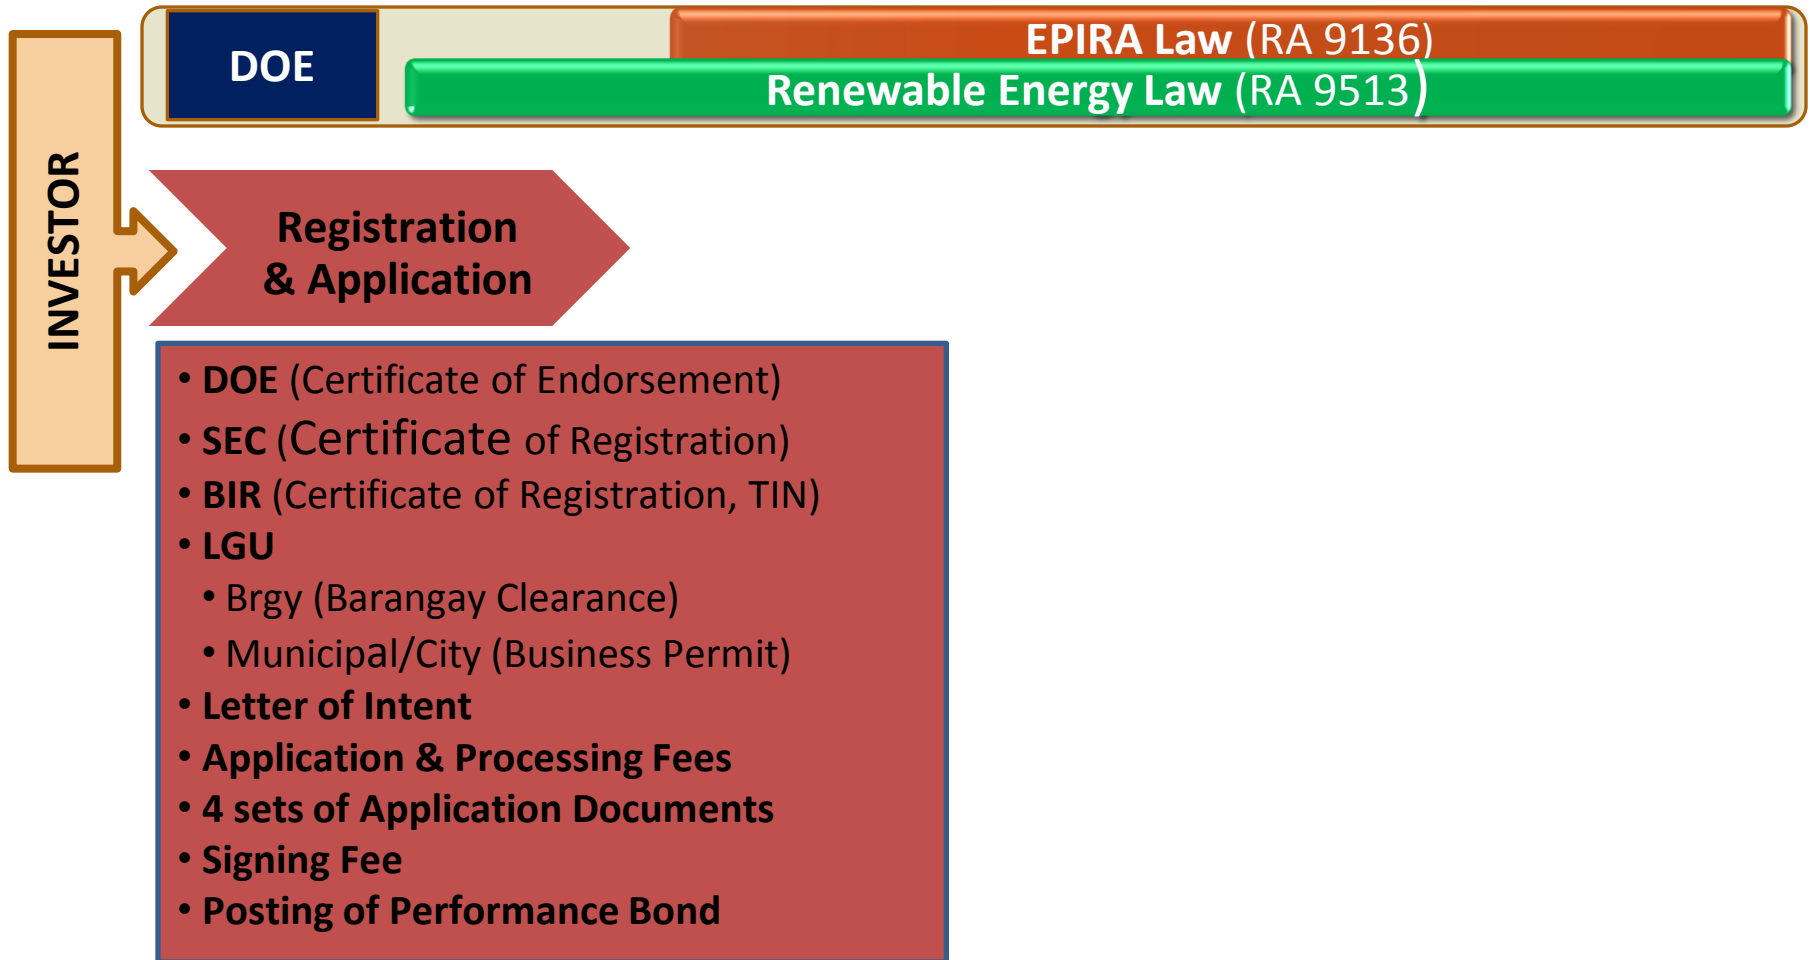 DOE
EPIRA Law (RA 9136)
Renewable Energy Law (RA 9513)
INVESTOR
Registration
& Application
• DOE (Certificate of Endorsement)
• SEC (Certificate of Registration)
• BIR (Certificate of Registration, TIN)
• LGU
• Brgy (Barangay Clearance)
• Municipal/City (Business Permit)
• Letter of Intent
• Application & Processing Fees
• 4 sets of Application Documents
• Signing Fee
• Posting of Performance Bond